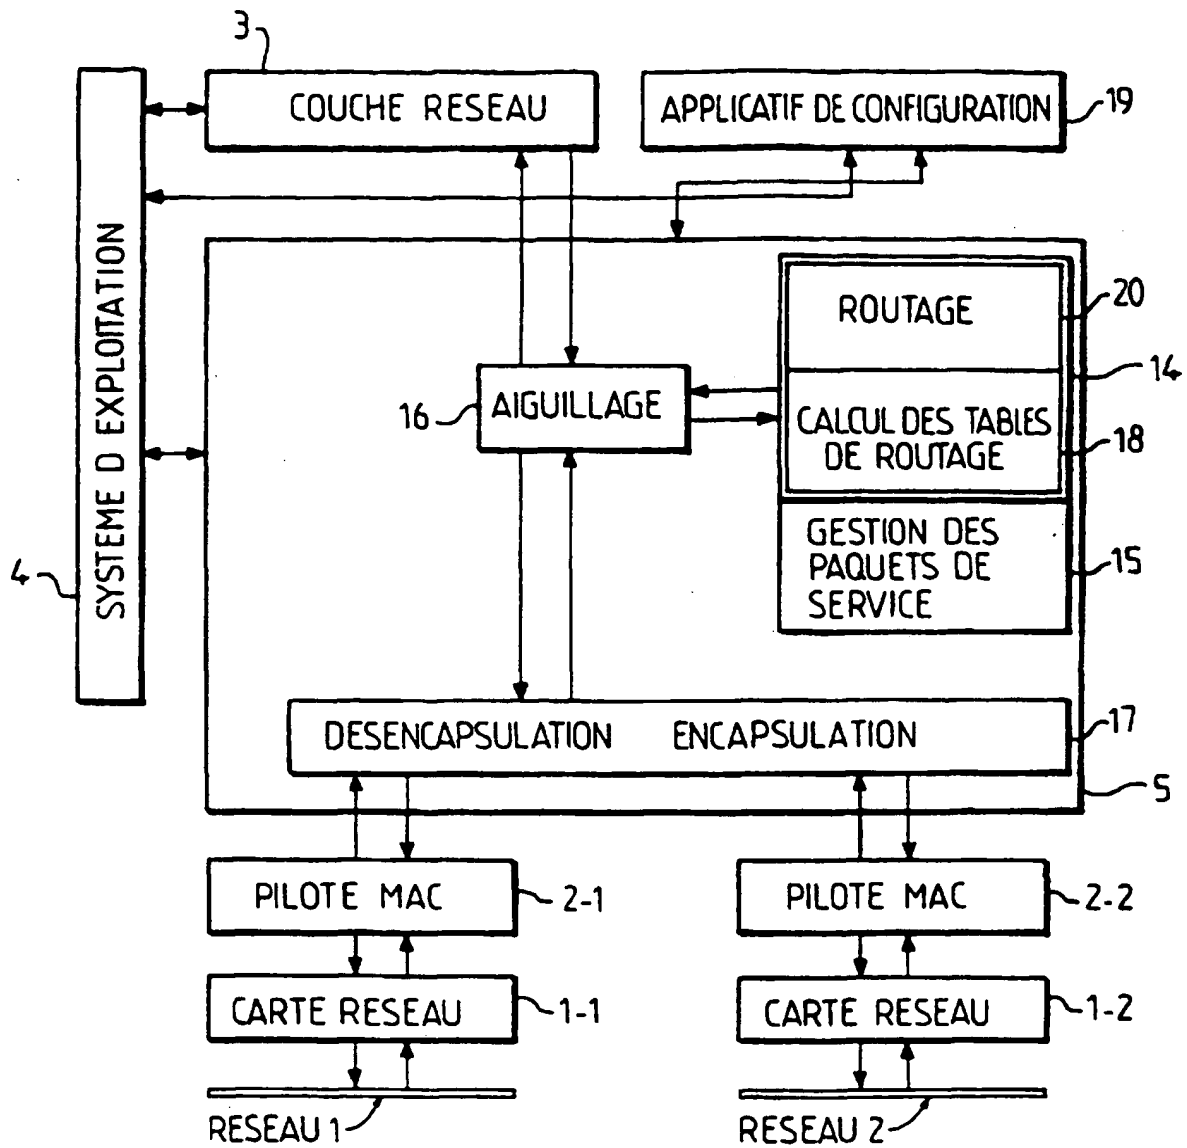 3
COUCHE RESEAU
APPLICATIF DE CONFIGURATION
19
SYSTEME D EXPLOITATION
4
ROUTAGE
20
14
AIGUILLAGE
16
CALCUL DES TABLES
DE ROUTAGE
18
GESTION DES
PAQUETS DE
SERVICE
15
DESENCAPSULATION ENCAPSULATION
17
5
PILOTE MAC
2-1
PILOTE MAC
2-2
CARTE RESEAU
1-1
CARTE RESEAU
1-2
RESEAU 1
RESEAU 2